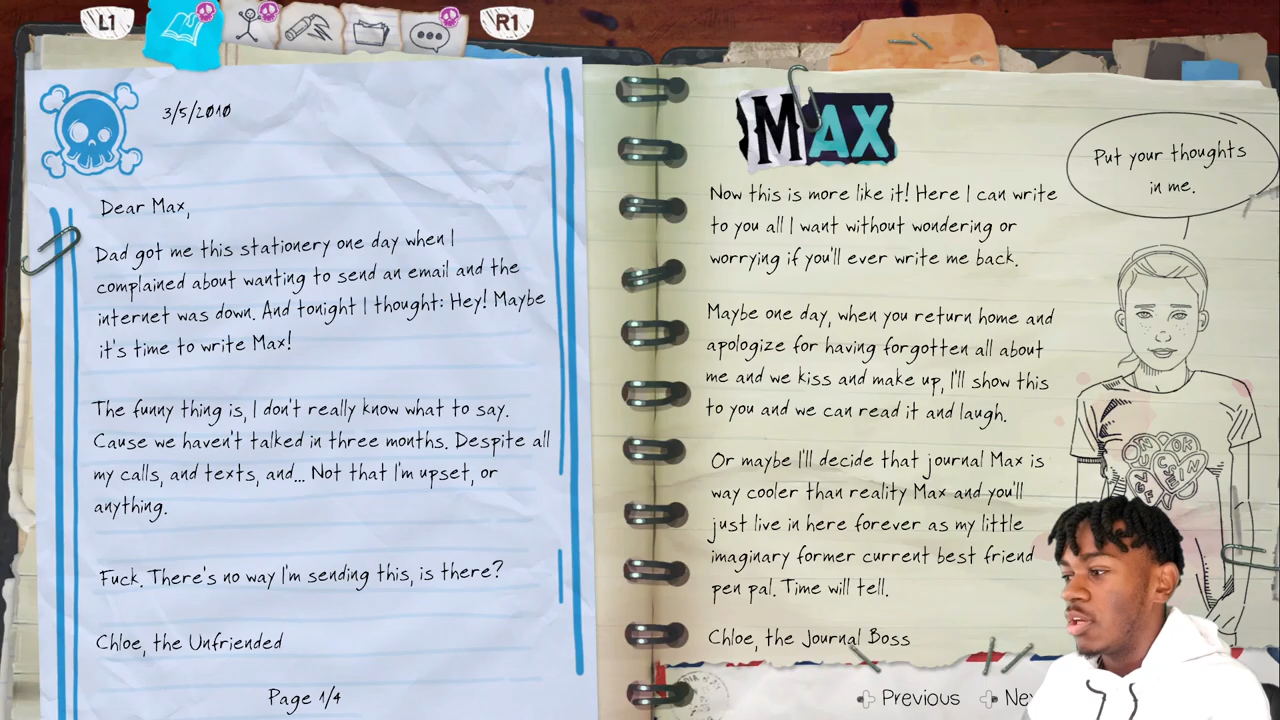 L1
R1
3/5/2010
Dear Max,
Dad got me this stationery one day when I
complained about wanting to send an email and the
internet was down. And tonight I thought: Hey! Maybe
it's time to write Max!
The funny thing is, I don't really know what to say.
Cause we haven't talked in three months. Despite all
my calls, and texts, and... Not that I'm upset, or
anything.
Fuck. There's no way I'm sending this, is there?
Chloe, the Unfriended
Page 1/4
MAX
Put your thoughts
in me.
Now this is more like it! Here I can write
to you all I want without wondering or
worrying if you'll ever write me back.
Maybe one day, when you return home and
apologize for having forgotten all about
me and we kiss and make up, I'll show this
to you and we can read it and laugh.
Or maybe I'll decide that journal Max is
way cooler than reality Max and you'll
just live in here forever as my little
imaginary former current best friend
pen pal. Time will tell.
Chloe, the Journal Boss
Previous